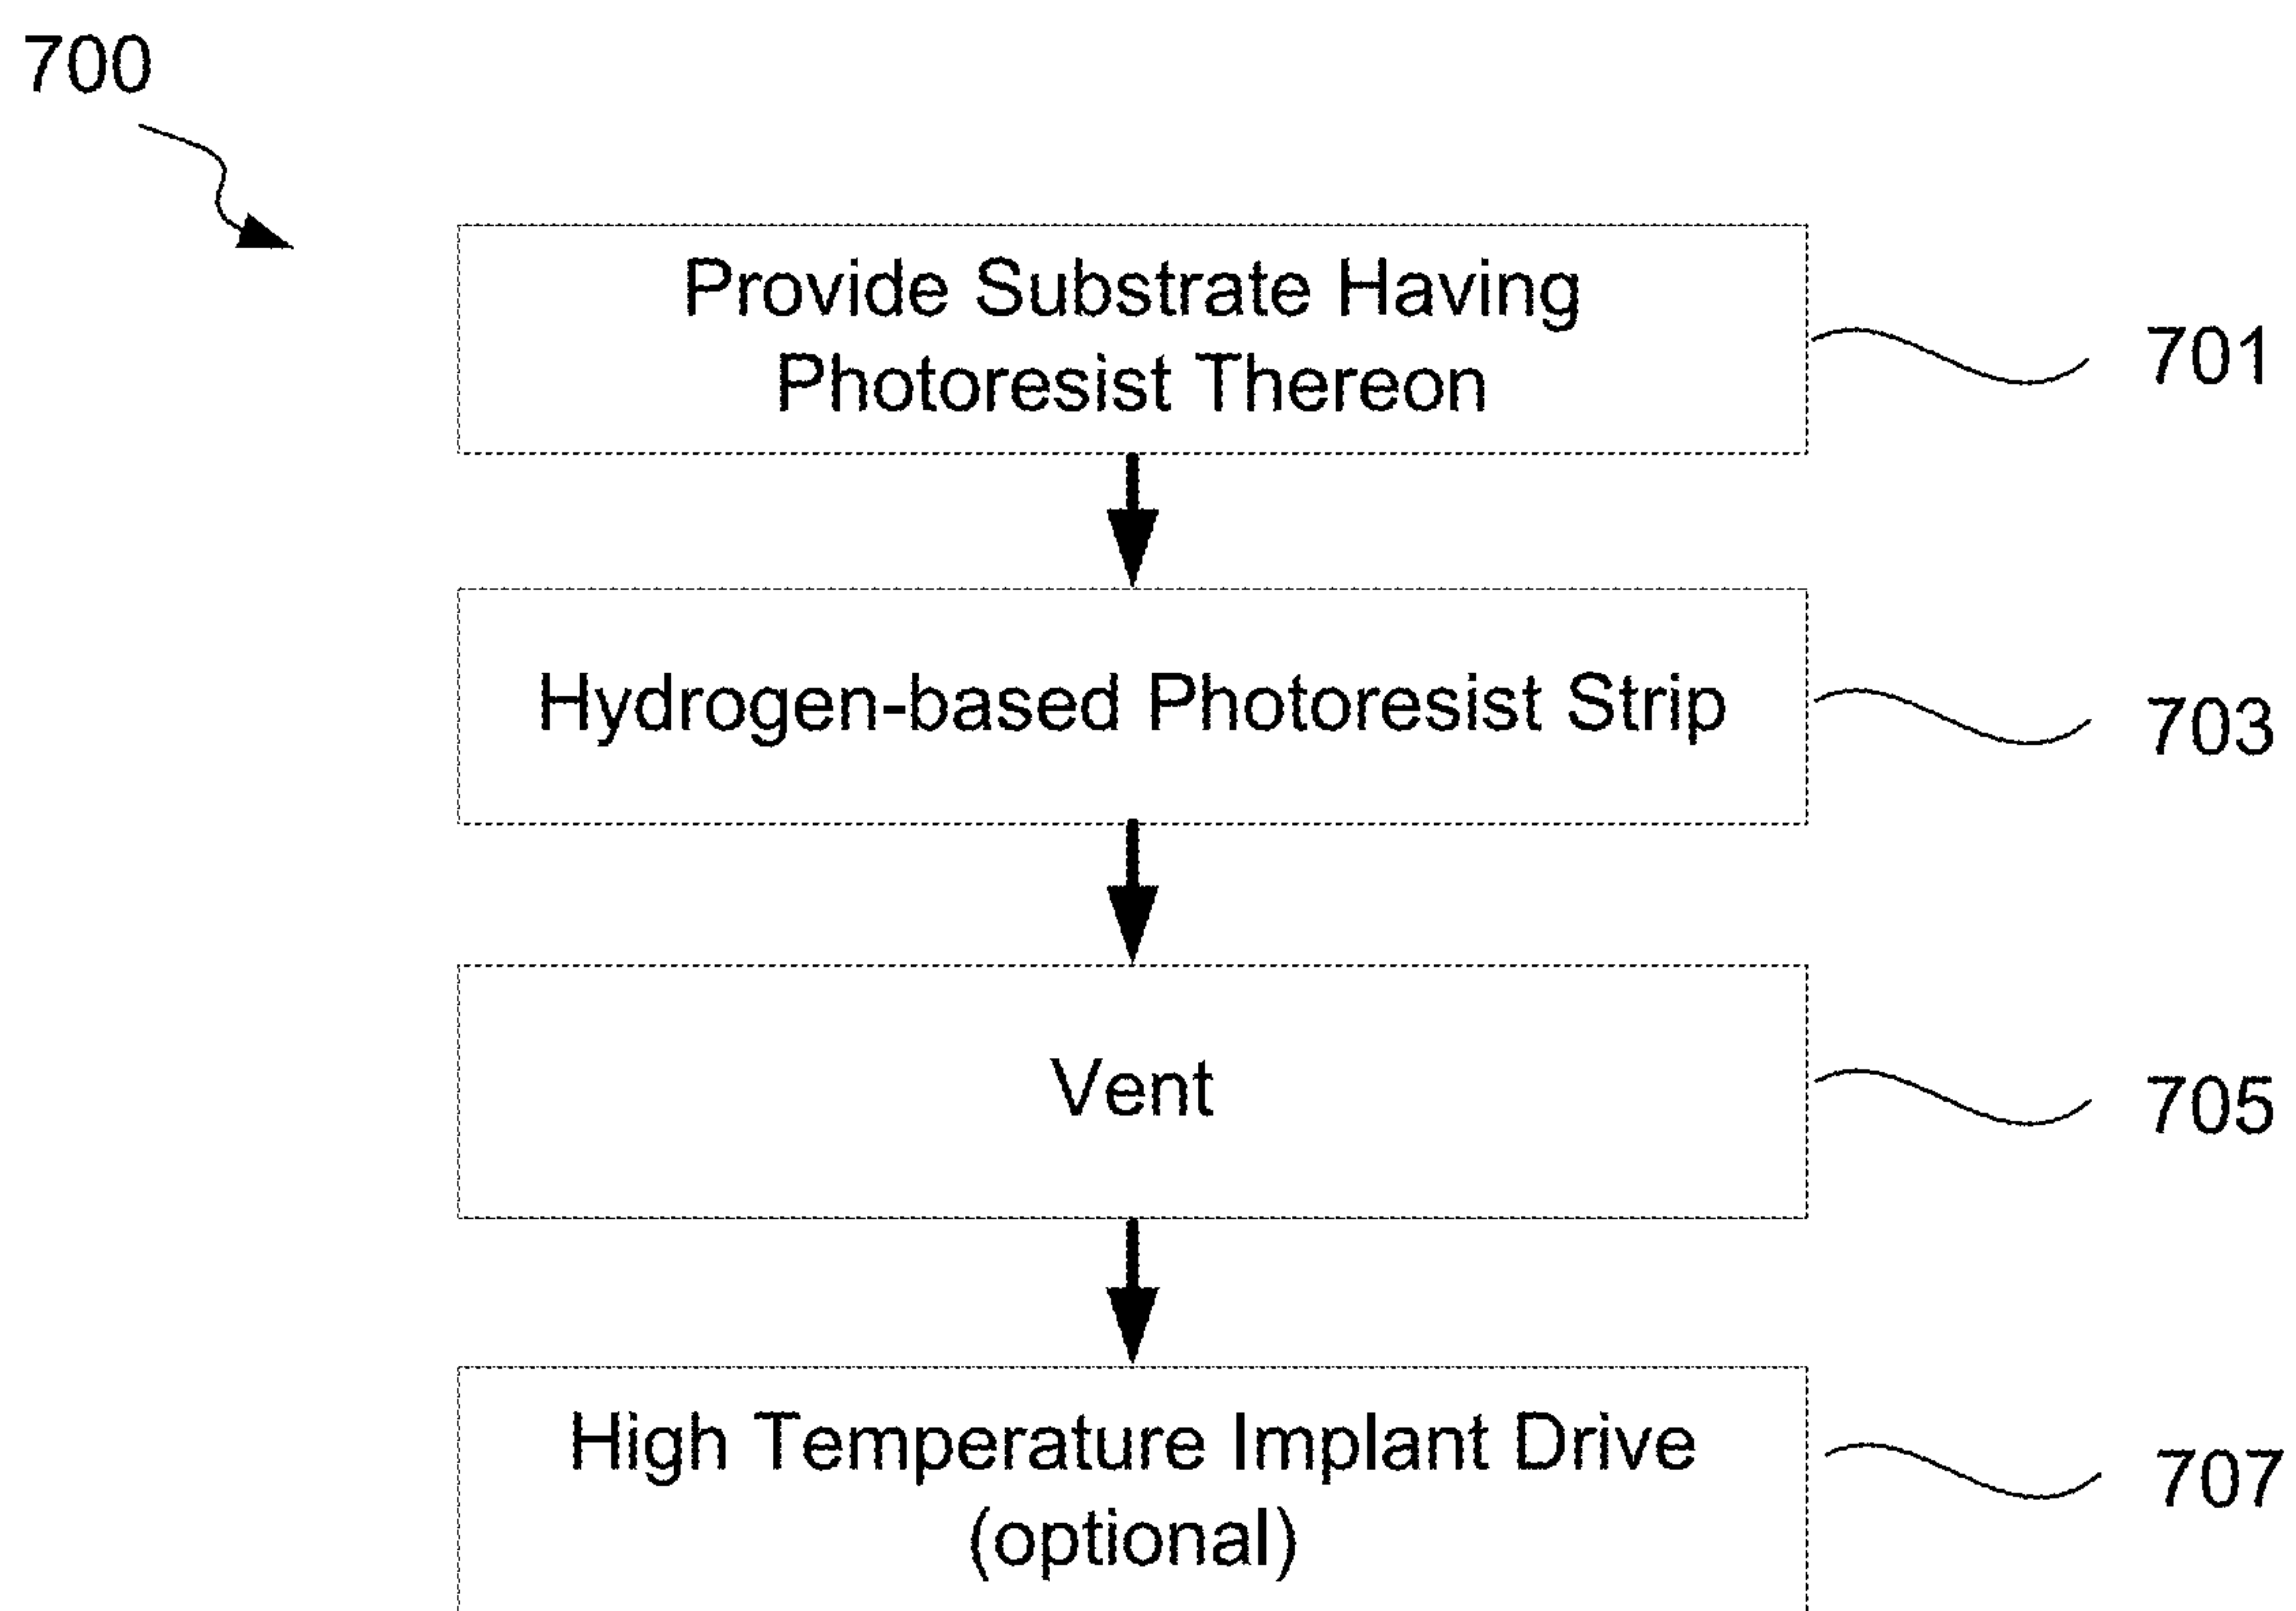 700
Provide Substrate Having
Photoresist Thereon
701
Hydrogen-based Photoresist Strip
703
Vent
705
High Temperature Implant Drive
(optional)
707